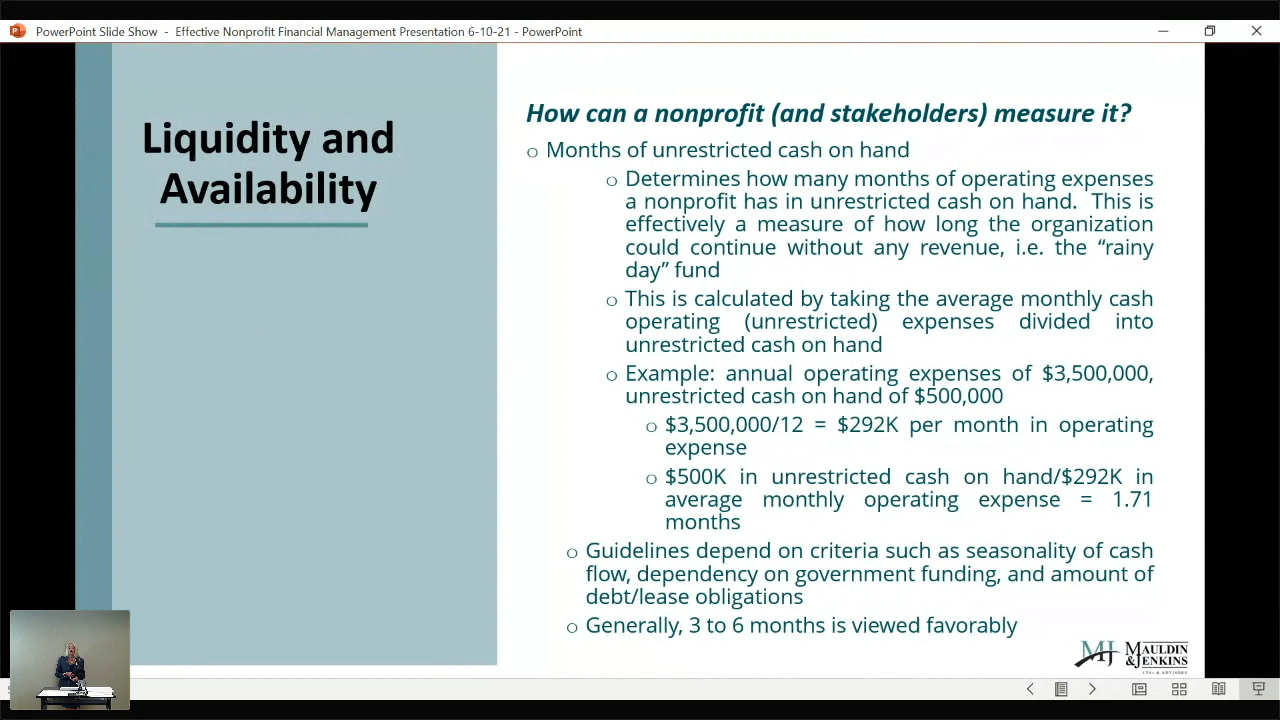 PowerPoint Slide Show - Effective Nonprofit Financial Management Presentation 6-10-21 - PowerPoint
Liquidity and
Availability
How can a nonprofit (and stakeholders) measure it?
o Months of unrestricted cash on hand
o Determines how many months of operating expenses
a nonprofit has in unrestricted cash on hand. This is
effectively a measure of how long the organization
could continue without any revenue, i.e. the “rainy
day” fund
o This is calculated by taking the average monthly cash
operating (unrestricted) expenses divided into
unrestricted cash on hand
o Example: annual operating expenses of $3,500,000,
unrestricted cash on hand of $500,000
o $3,500,000/12 = $292K per month in operating
expense
o $500K in unrestricted cash on hand/$292K in
average monthly operating expense = 1.71
months
o Guidelines depend on criteria such as seasonality of cash
flow, dependency on government funding, and amount of
debt/lease obligations
o Generally, 3 to 6 months is viewed favorably
MJ MAULDIN
& JENKINS
CPAs & ADVISORS